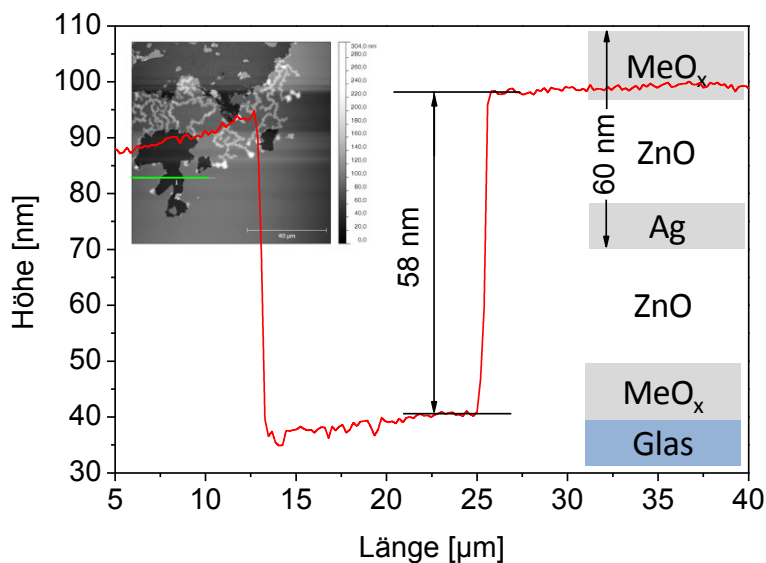 110
100
90
80
70
60
50
40
30
Höhe [nm]
5
10
15
20
25
30
35
40
Länge [µm]
304.0 nm
280.0
260.0
240.0
220.0
200.0
180.0
160.0
140.0
120.0
100.0
80.0
60.0
40.0
20.0
0.0
40 µm
58 nm
60 nm
MeOx
ZnO
Ag
ZnO
MeOx
Glas